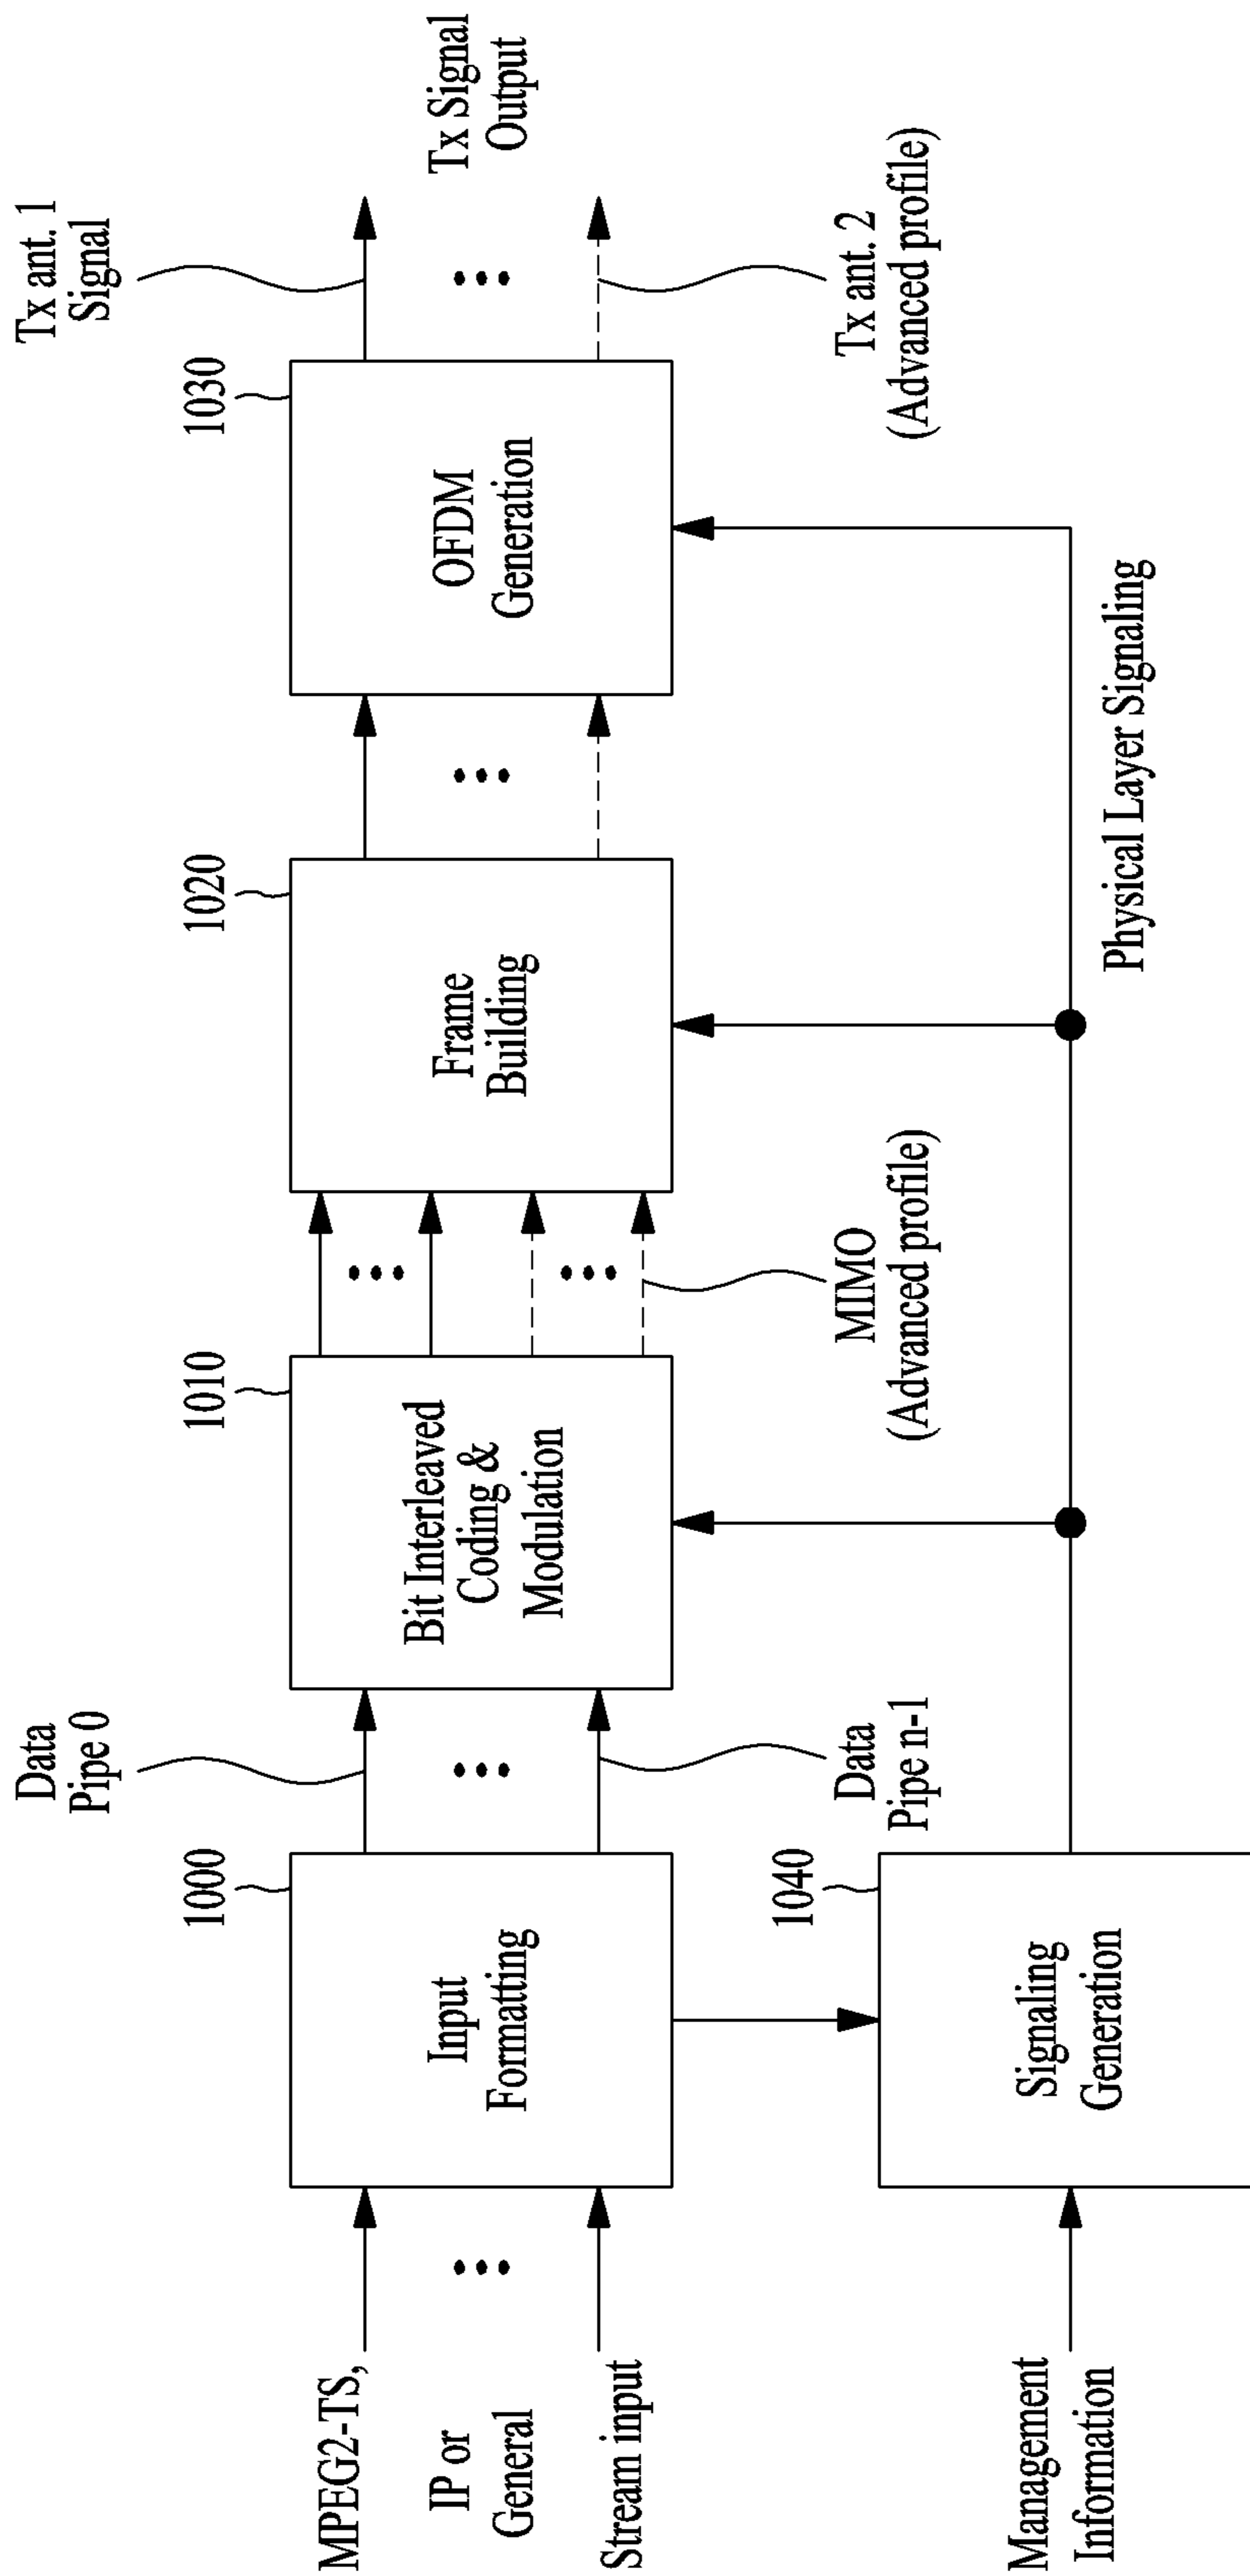 MPEG2-TS,
IP or
General
Stream input
1000
Input
Formatting
Data
Pipe 0
Data
Pipe n-1
1010
Bit Interleaved
Coding &
Modulation
MIMO
(Advanced profile)
1020
Frame
Building
1030
OFDM
Generation
Tx ant. 1
Signal
Tx Signal
Output
Tx ant. 2
(Advanced profile)
Management
Information
1040
Signaling
Generation
Physical Layer Signaling